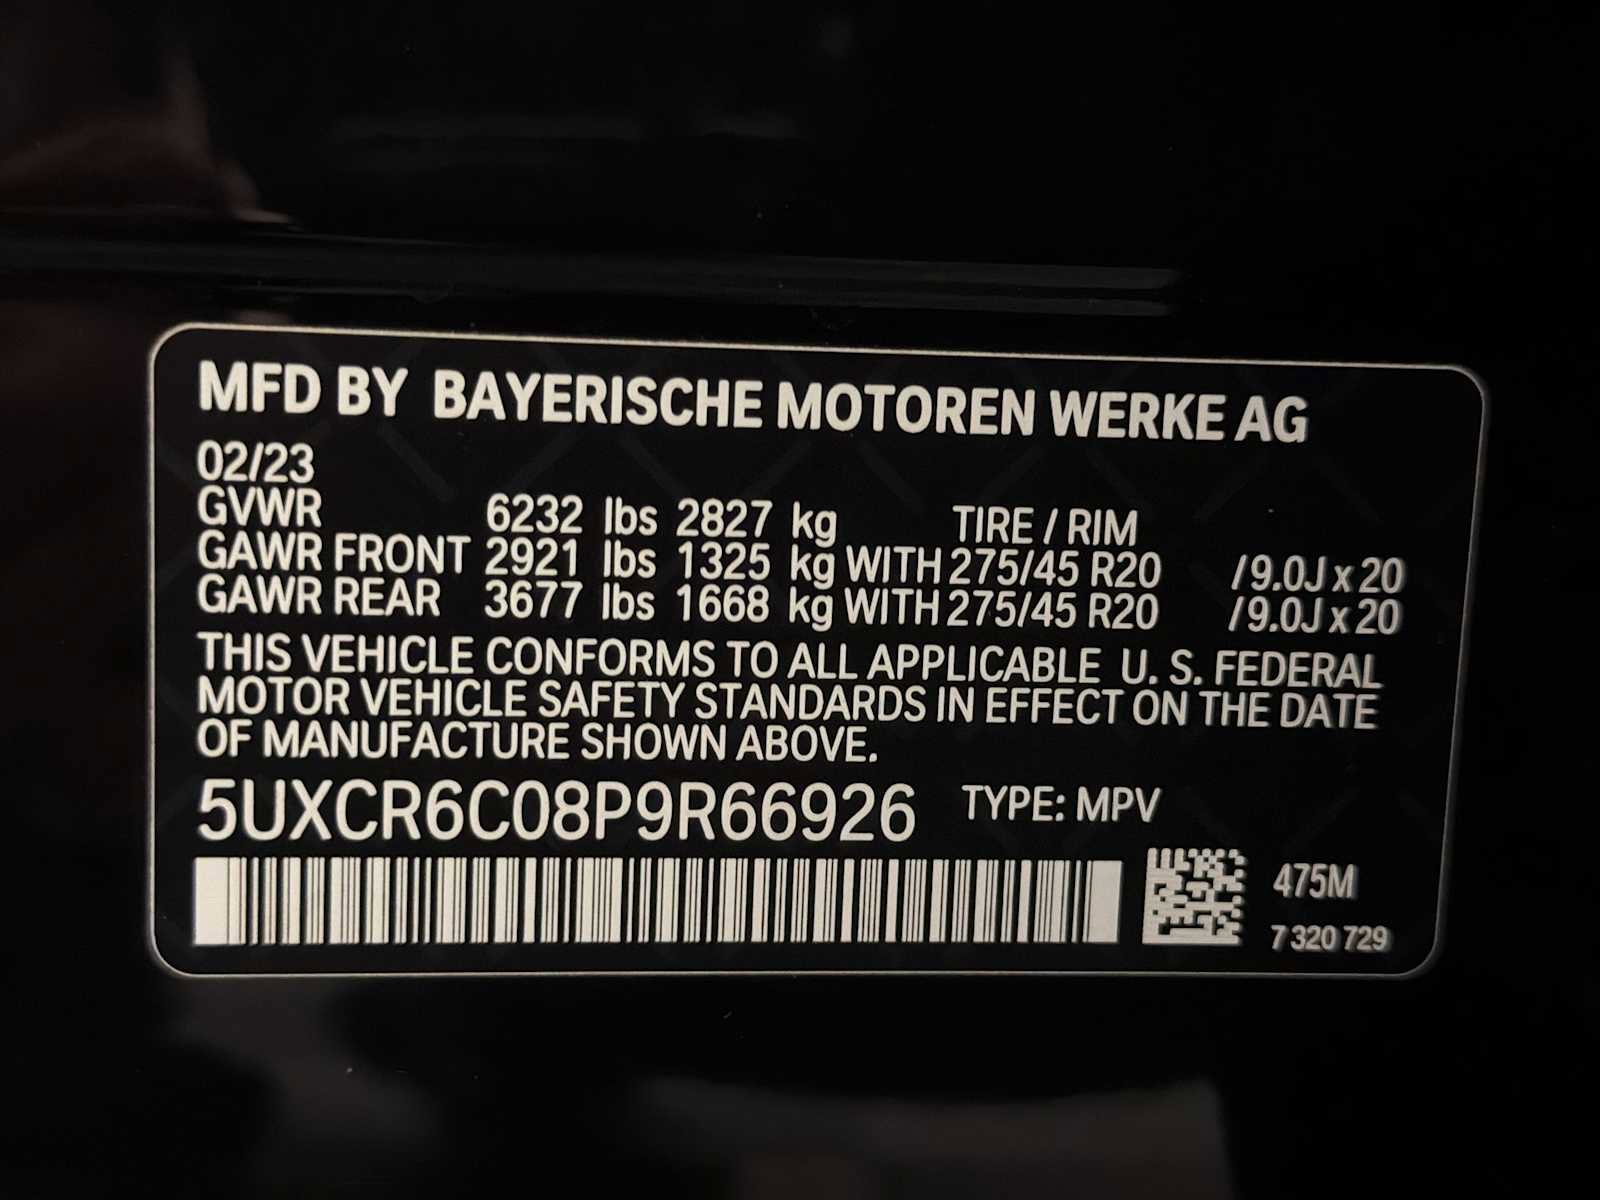 MFD BY BAYERISCHE MOTOREN WERKE AG
02/23
GVWR 6232 lbs 2827 kg TIRE / RIM
GAWR FRONT 2921 lbs 1325 kg WITH 275/45 R20 / 9.0J x 20
GAWR REAR 3677 lbs 1668 kg WITH 275/45 R20 / 9.0J x 20
THIS VEHICLE CONFORMS TO ALL APPLICABLE U. S. FEDERAL
MOTOR VEHICLE SAFETY STANDARDS IN EFFECT ON THE DATE
OF MANUFACTURE SHOWN ABOVE.
5UXCR6C08P9R66926 TYPE: MPV
475M
7 320 729